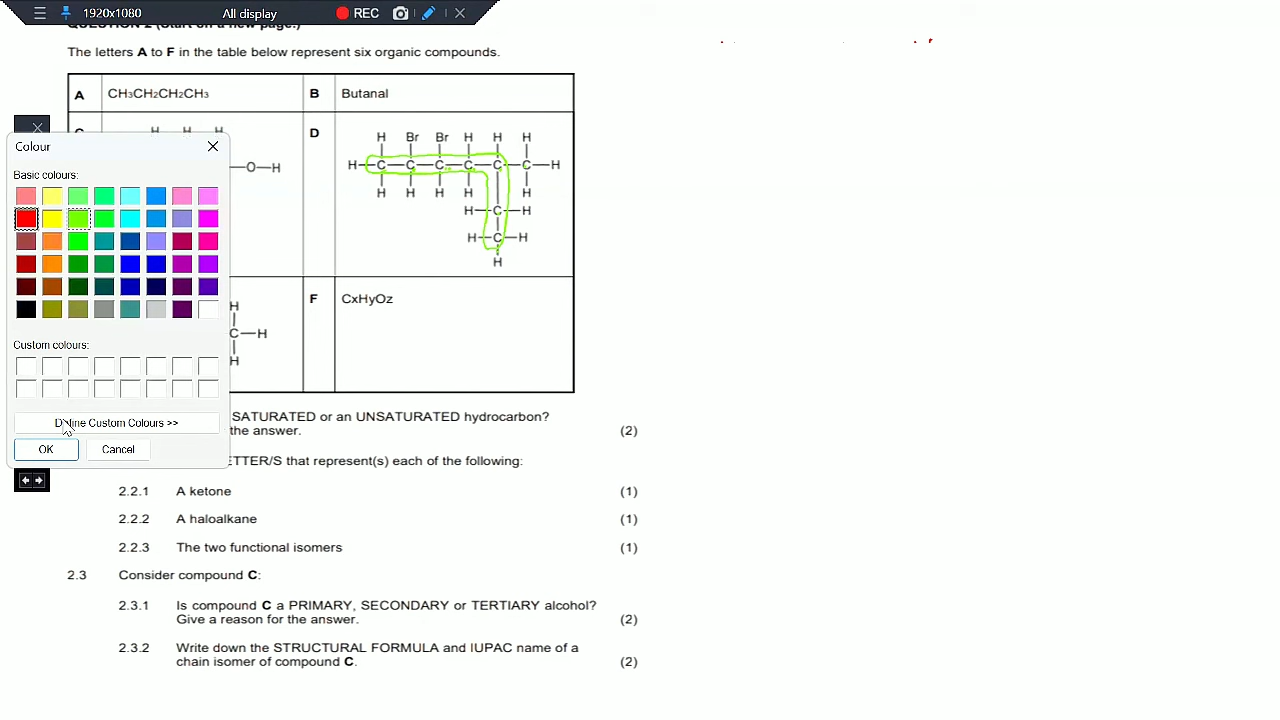 1920x1080 All display REC
QUESTION 2 (Start on a new page.)
The letters A to F in the table below represent six organic compounds.
A CH3CH2CH2CH3 B Butanal
C D
H H H
O—H
H Br Br H H H
H—C—C—C—C—C—C—H
H H H H H
H—C—H
H—C—H
H
Colour
Basic colours:
Custom colours:
Define Custom Colours >>
OK Cancel
H
C—H
H
F CxHyOz
SATURATED or an UNSATURATED hydrocarbon?
the answer. (2)
ETTER/S that represent(s) each of the following:
2.2.1 A ketone (1)
2.2.2 A haloalkane (1)
2.2.3 The two functional isomers (1)
2.3 Consider compound C:
2.3.1 Is compound C a PRIMARY, SECONDARY or TERTIARY alcohol?
Give a reason for the answer. (2)
2.3.2 Write down the STRUCTURAL FORMULA and IUPAC name of a
chain isomer of compound C. (2)